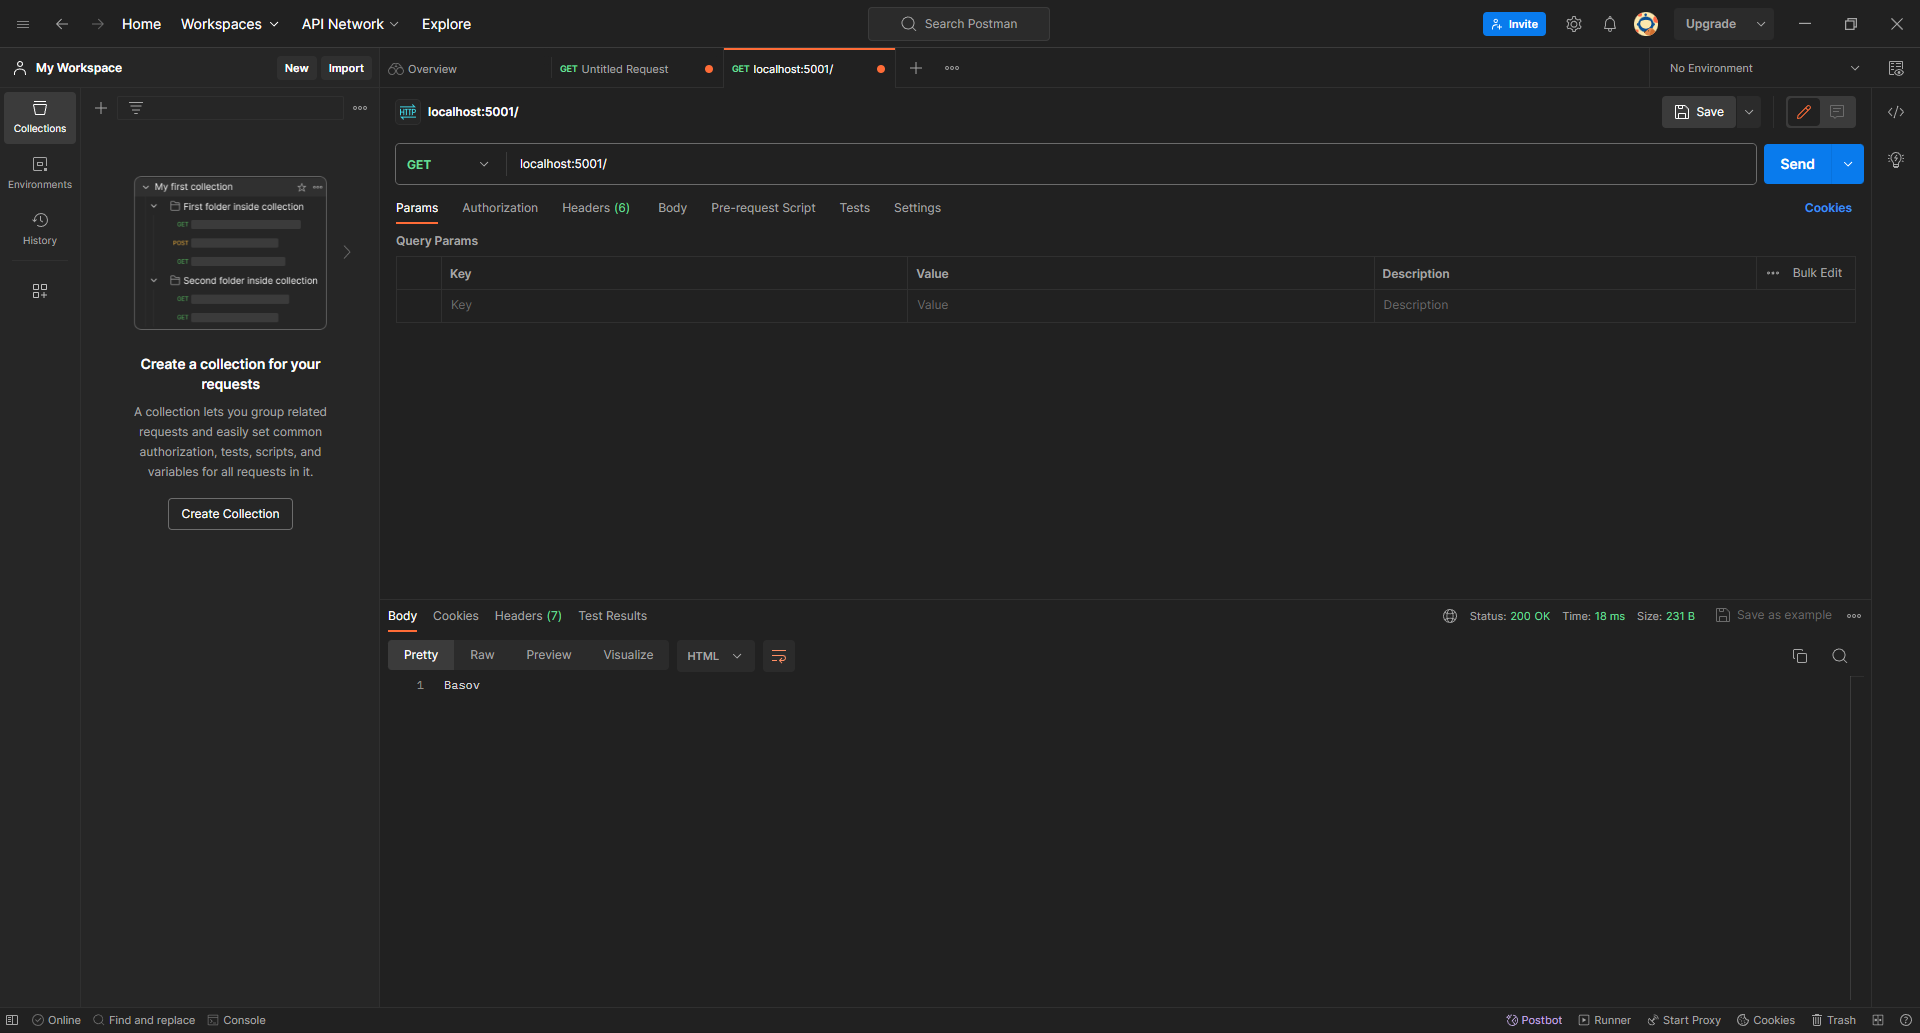 Home Workspaces API Network Explore
Search Postman
Invite
Upgrade
My Workspace
New Import
Overview
GET Untitled Request
GET localhost:5001/
No Environment
Collections
Environments
History
My first collection
First folder inside collection
GET
POST
GET
Second folder inside collection
GET
GET
Create a collection for your
requests
A collection lets you group related
requests and easily set common
authorization, tests, scripts, and
variables for all requests in it.
Create Collection
HTTP localhost:5001/
Save
GET localhost:5001/
Send
Params Authorization Headers (6) Body Pre-request Script Tests Settings
Cookies
Query Params
Key Value Description Bulk Edit
Key Value Description
Body Cookies Headers (7) Test Results
Status: 200 OK Time: 18 ms Size: 231 B Save as example
Pretty Raw Preview Visualize HTML
1 Basov
Online Find and replace Console
Postbot Runner Start Proxy Cookies Trash